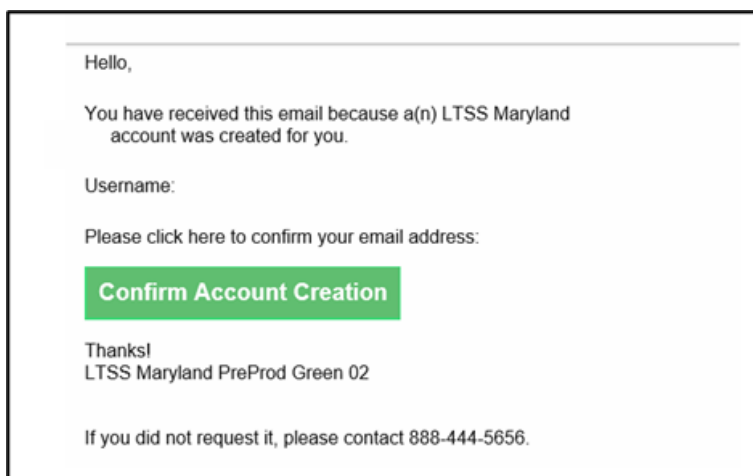 Hello,
You have received this email because a(n) LTSS Maryland
account was created for you.
Username:
Please click here to confirm your email address:
Confirm Account Creation
Thanks!
LTSS Maryland PreProd Green 02
If you did not request it, please contact 888-444-5656.